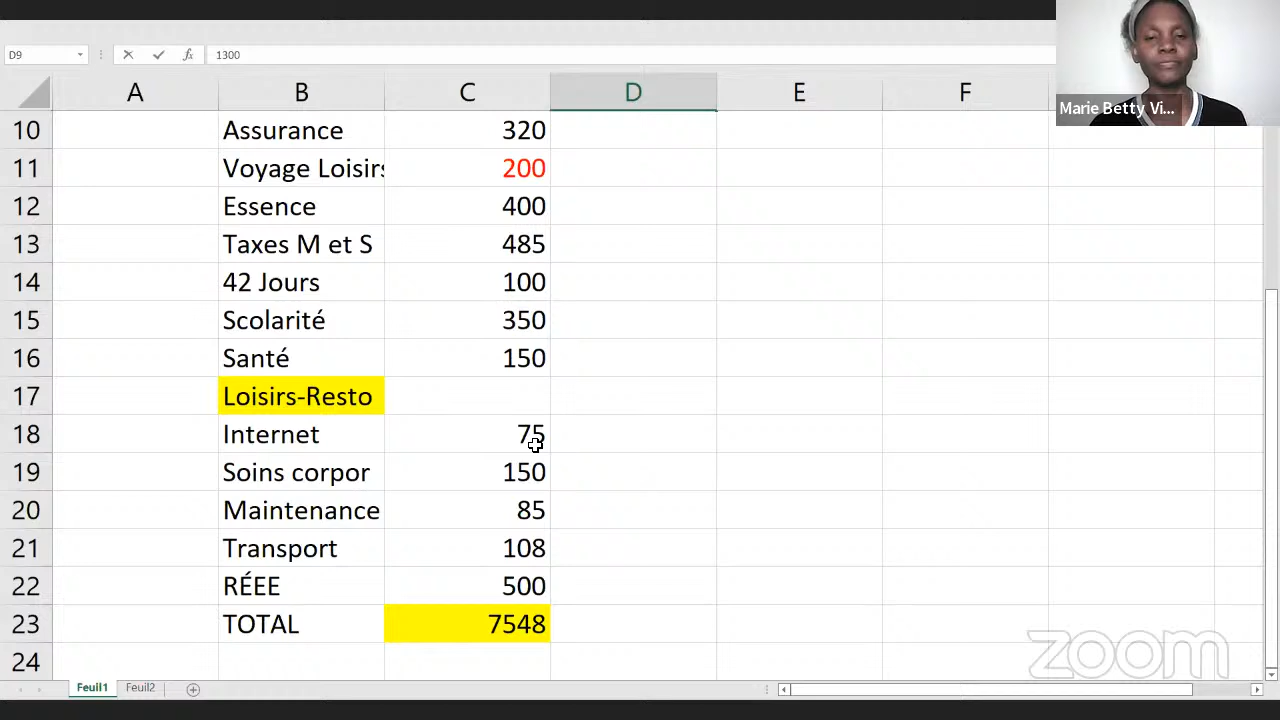 D9 fx 1300
Marie Betty Vi...
A B C D E F
10 Assurance 320
11 Voyage Loisirs 200
12 Essence 400
13 Taxes M et S 485
14 42 Jours 100
15 Scolarité 350
16 Santé 150
17 Loisirs-Resto
18 Internet 75
19 Soins corpor 150
20 Maintenance 85
21 Transport 108
22 RÉEE 500
23 TOTAL 7548
24
zoom
Feuil1 Feuil2